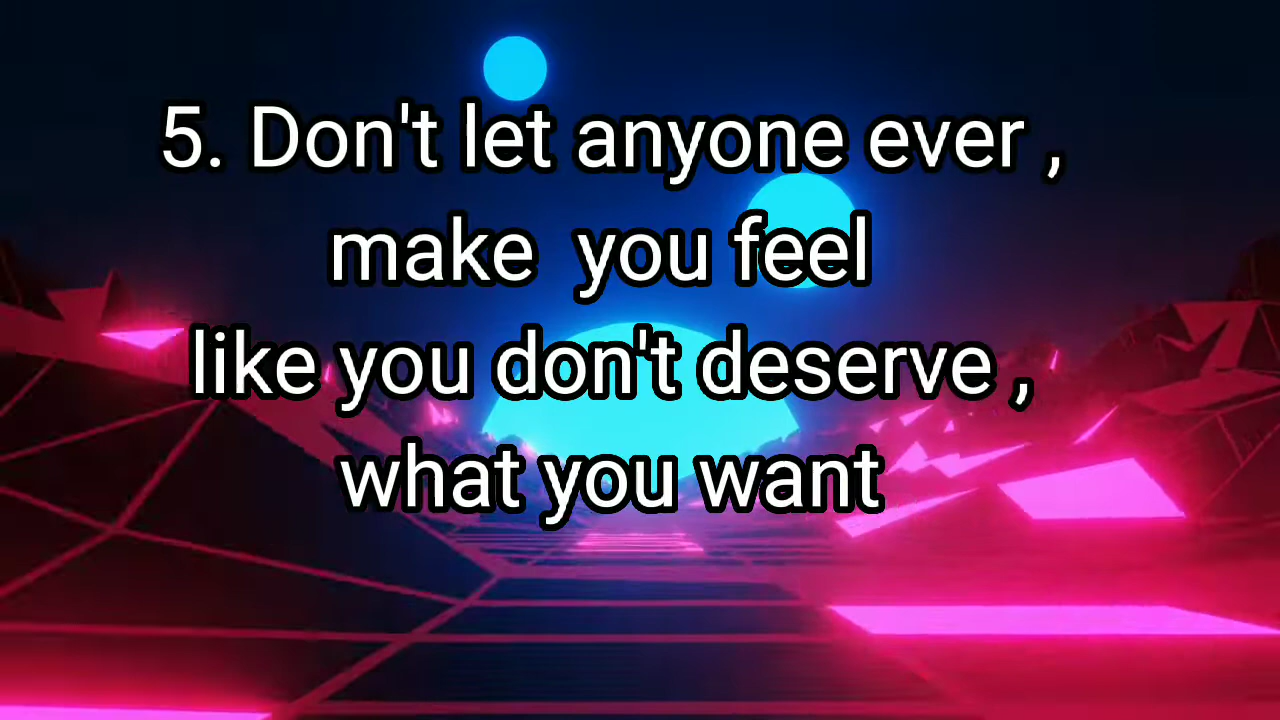 5. Don't let anyone ever ,
make  you feel
like you don't deserve ,
what you want